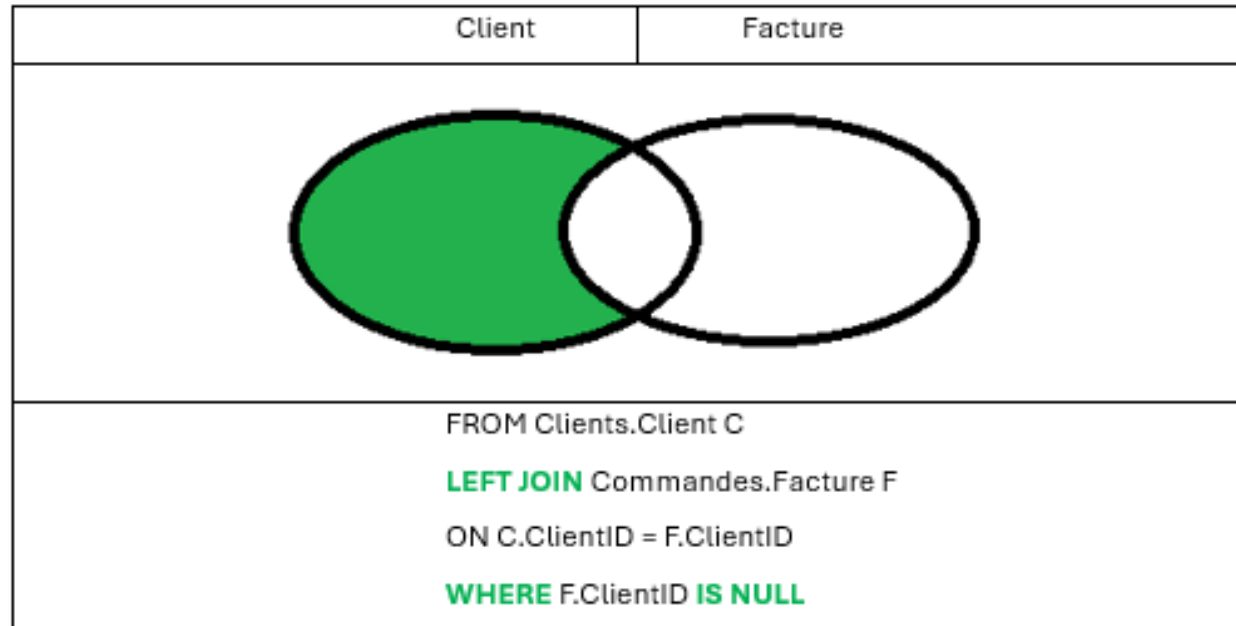 Client Facture
FROM Clients.Client C
LEFT JOIN Commandes.Facture F
ON C.ClientID = F.ClientID
WHERE F.ClientID IS NULL